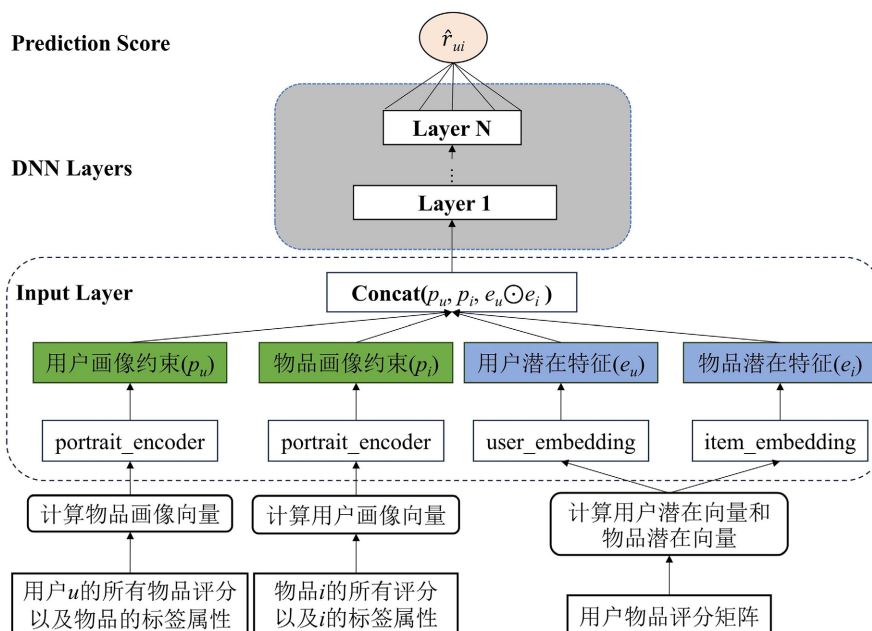 Prediction Score
r̂ui
Layer N
DNN Layers
⋮
Layer 1
Input Layer
Concat(pu, pi, eu⊙ei )
用户画像约束(pu)
物品画像约束(pi)
用户潜在特征(eu)
物品潜在特征(ei)
portrait_encoder
portrait_encoder
user_embedding
item_embedding
计算物品画像向量
计算用户画像向量
计算用户潜在向量和
物品潜在向量
用户u的所有物品评分
以及物品的标签属性
物品i的所有评分
以及i的标签属性
用户物品评分矩阵